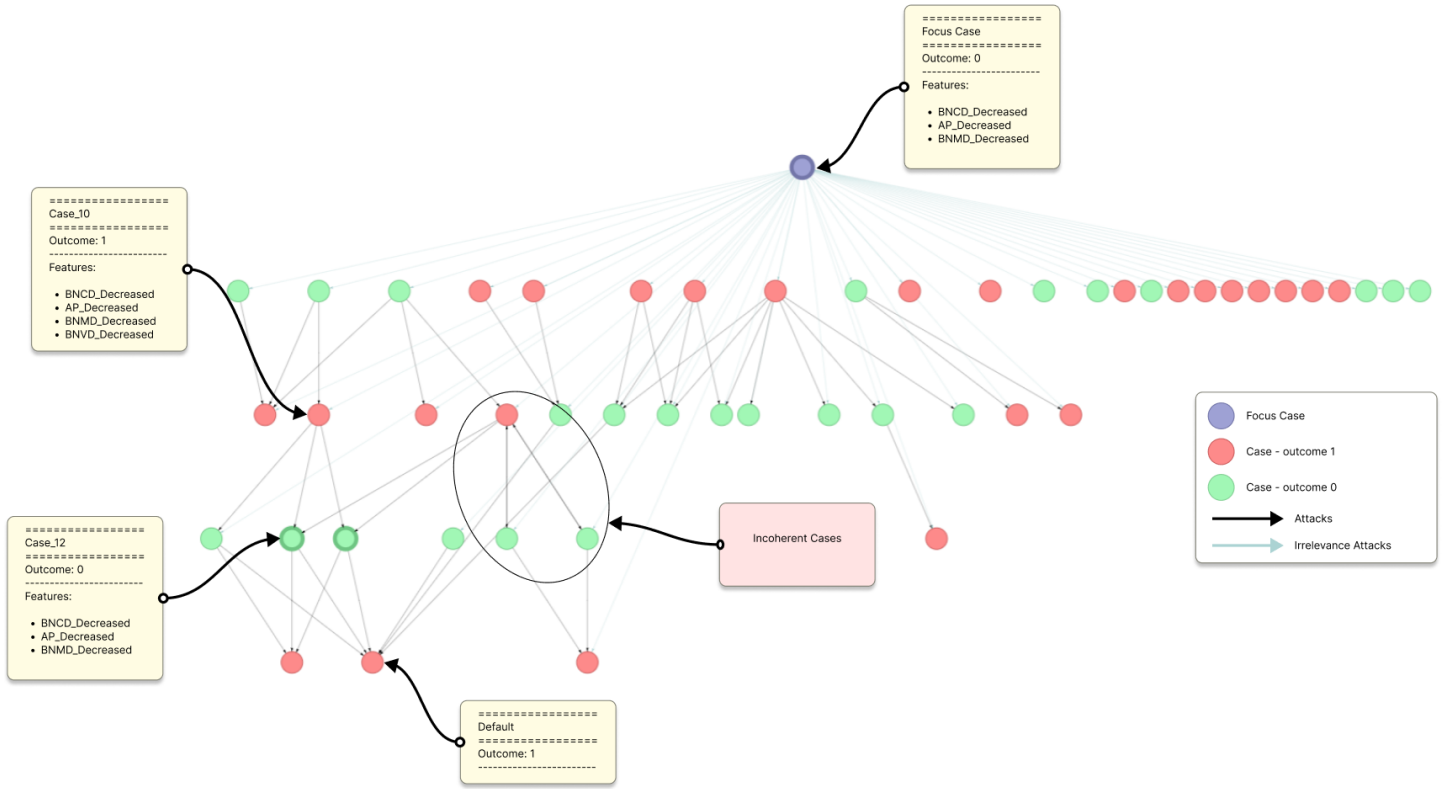 =================
Focus Case
=================
Outcome: 0
-------------------------
Features:
• BNCD_Decreased
• AP_Decreased
• BNMD_Decreased
=================
Case_10
=================
Outcome: 1
-------------------------
Features:
• BNCD_Decreased
• AP_Decreased
• BNMD_Decreased
• BNVD_Decreased
Focus Case
Case - outcome 1
Case - outcome 0
Attacks
Irrelevance Attacks
Incoherent Cases
=================
Case_12
=================
Outcome: 0
-------------------------
Features:
• BNCD_Decreased
• AP_Decreased
• BNMD_Decreased
=================
Default
=================
Outcome: 1
-------------------------